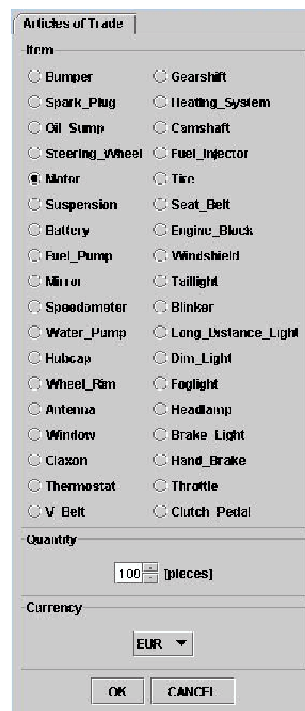 Articles of Trade
Item
Bumper Gearshift
Spark_Plug Heating_System
Oil_Sump Camshaft
Steering_Wheel Fuel_Injector
Motor Tire
Suspension Seat_Belt
Battery Engine_Block
Fuel_Pump Windshield
Mirror Taillight
Speedometer Blinker
Water_Pump Long_Distance_Light
Hubcap Dim_Light
Wheel_Rim Foglight
Antenna Headlamp
Window Brake_Light
Claxon Hand_Brake
Thermostat Throttle
V_Belt Clutch_Pedal
Quantity
100 [pieces]
Currency
EUR
OK CANCEL